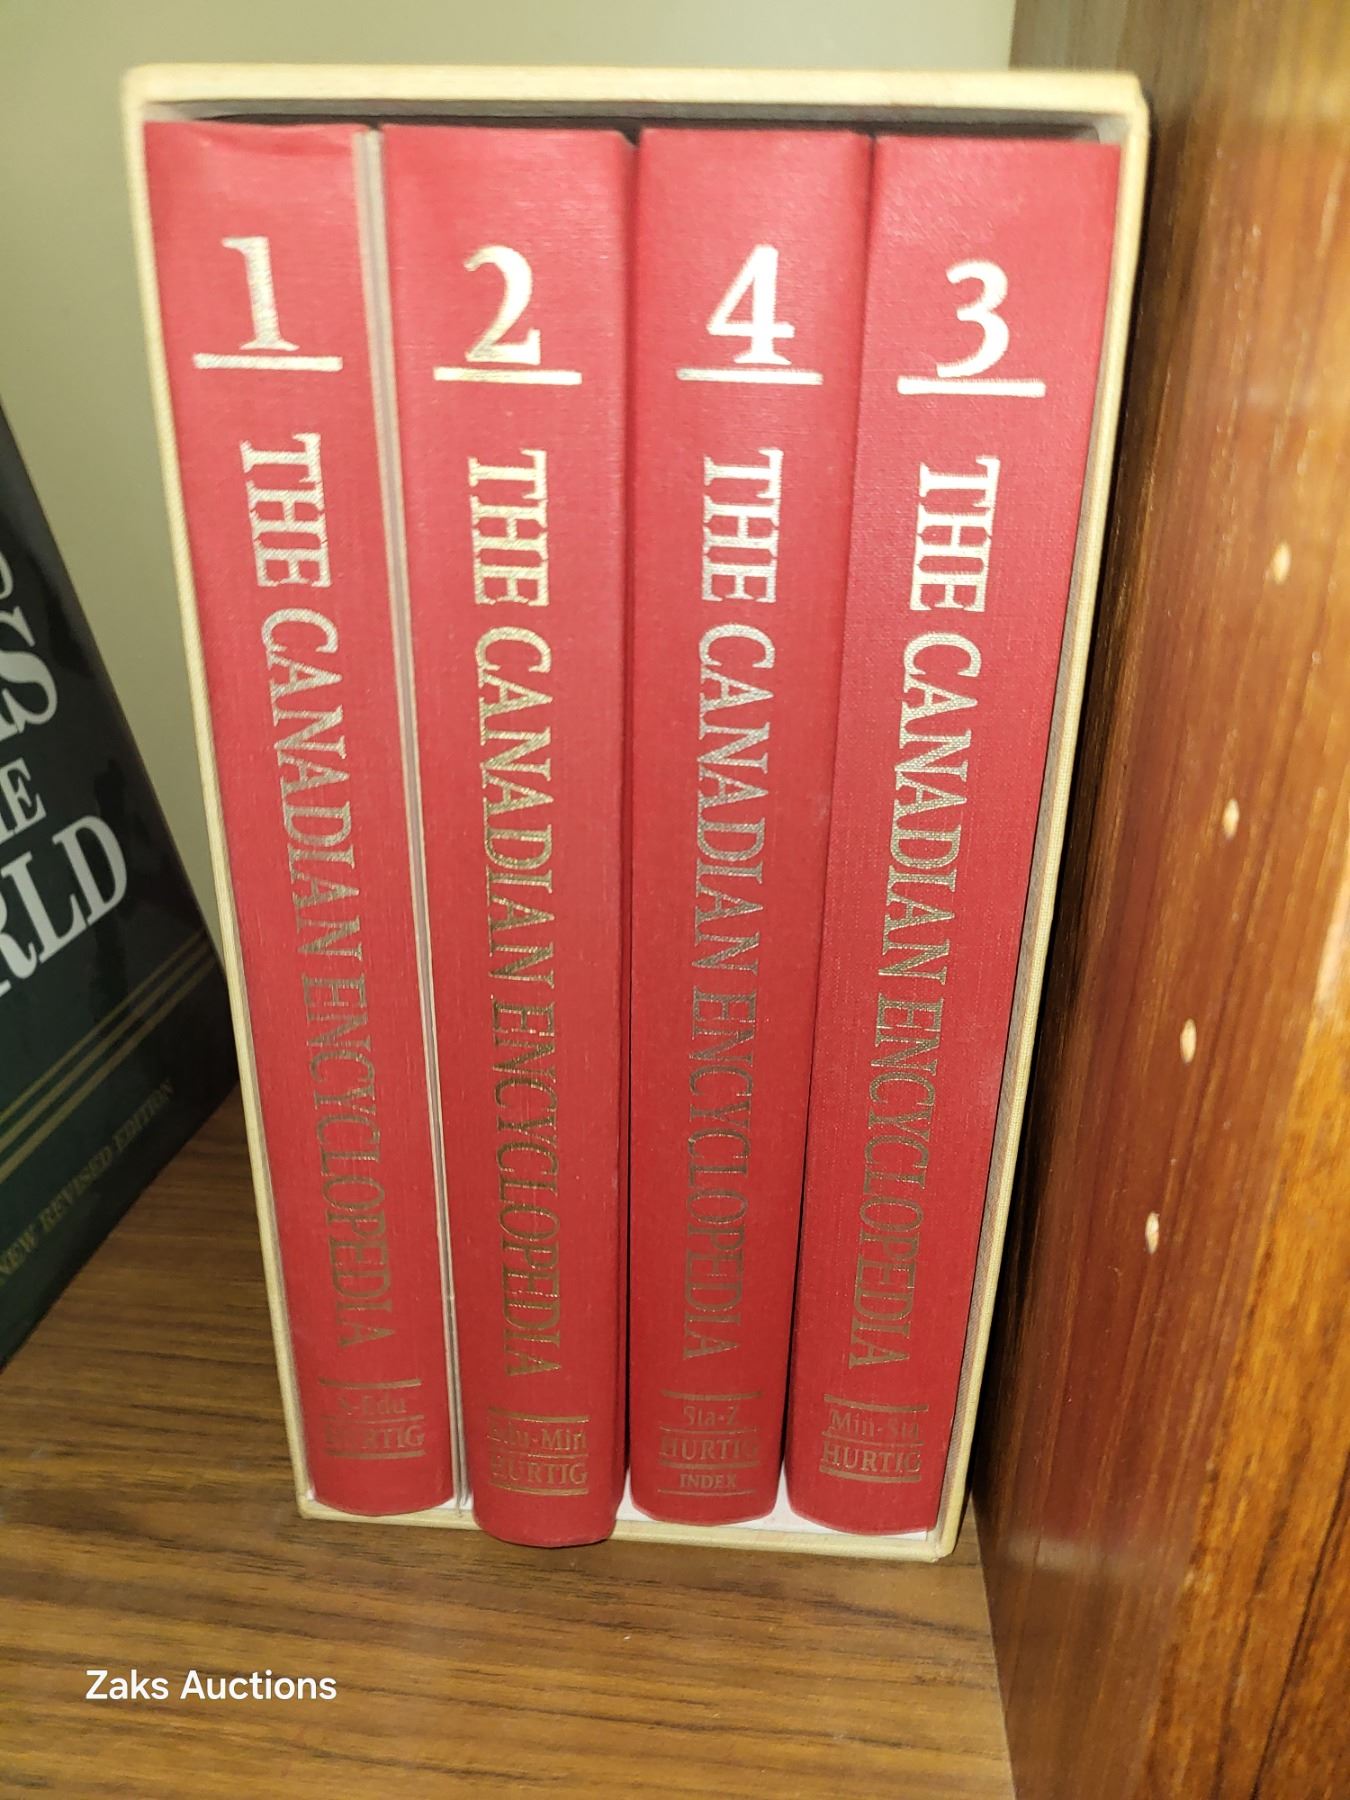 1
THE CANADIAN ENCYCLOPEDIA
A-Edu
HURTIG
2
THE CANADIAN ENCYCLOPEDIA
Edu-Min
HURTIG
4
THE CANADIAN ENCYCLOPEDIA
Sta-Z
HURTIG
INDEX
3
THE CANADIAN ENCYCLOPEDIA
Min-Sta
HURTIG
NEW REVISED EDITION
Zaks Auctions